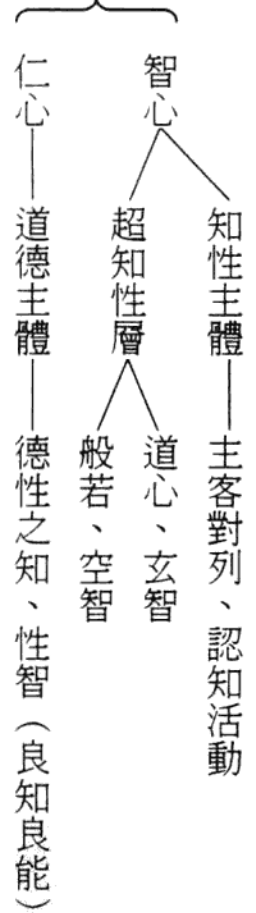 智心
知性主體
主客對列、認知活動
超知性層
道心、玄智
般若、空智
仁心
道德主體
德性之知、性智（良知良能）